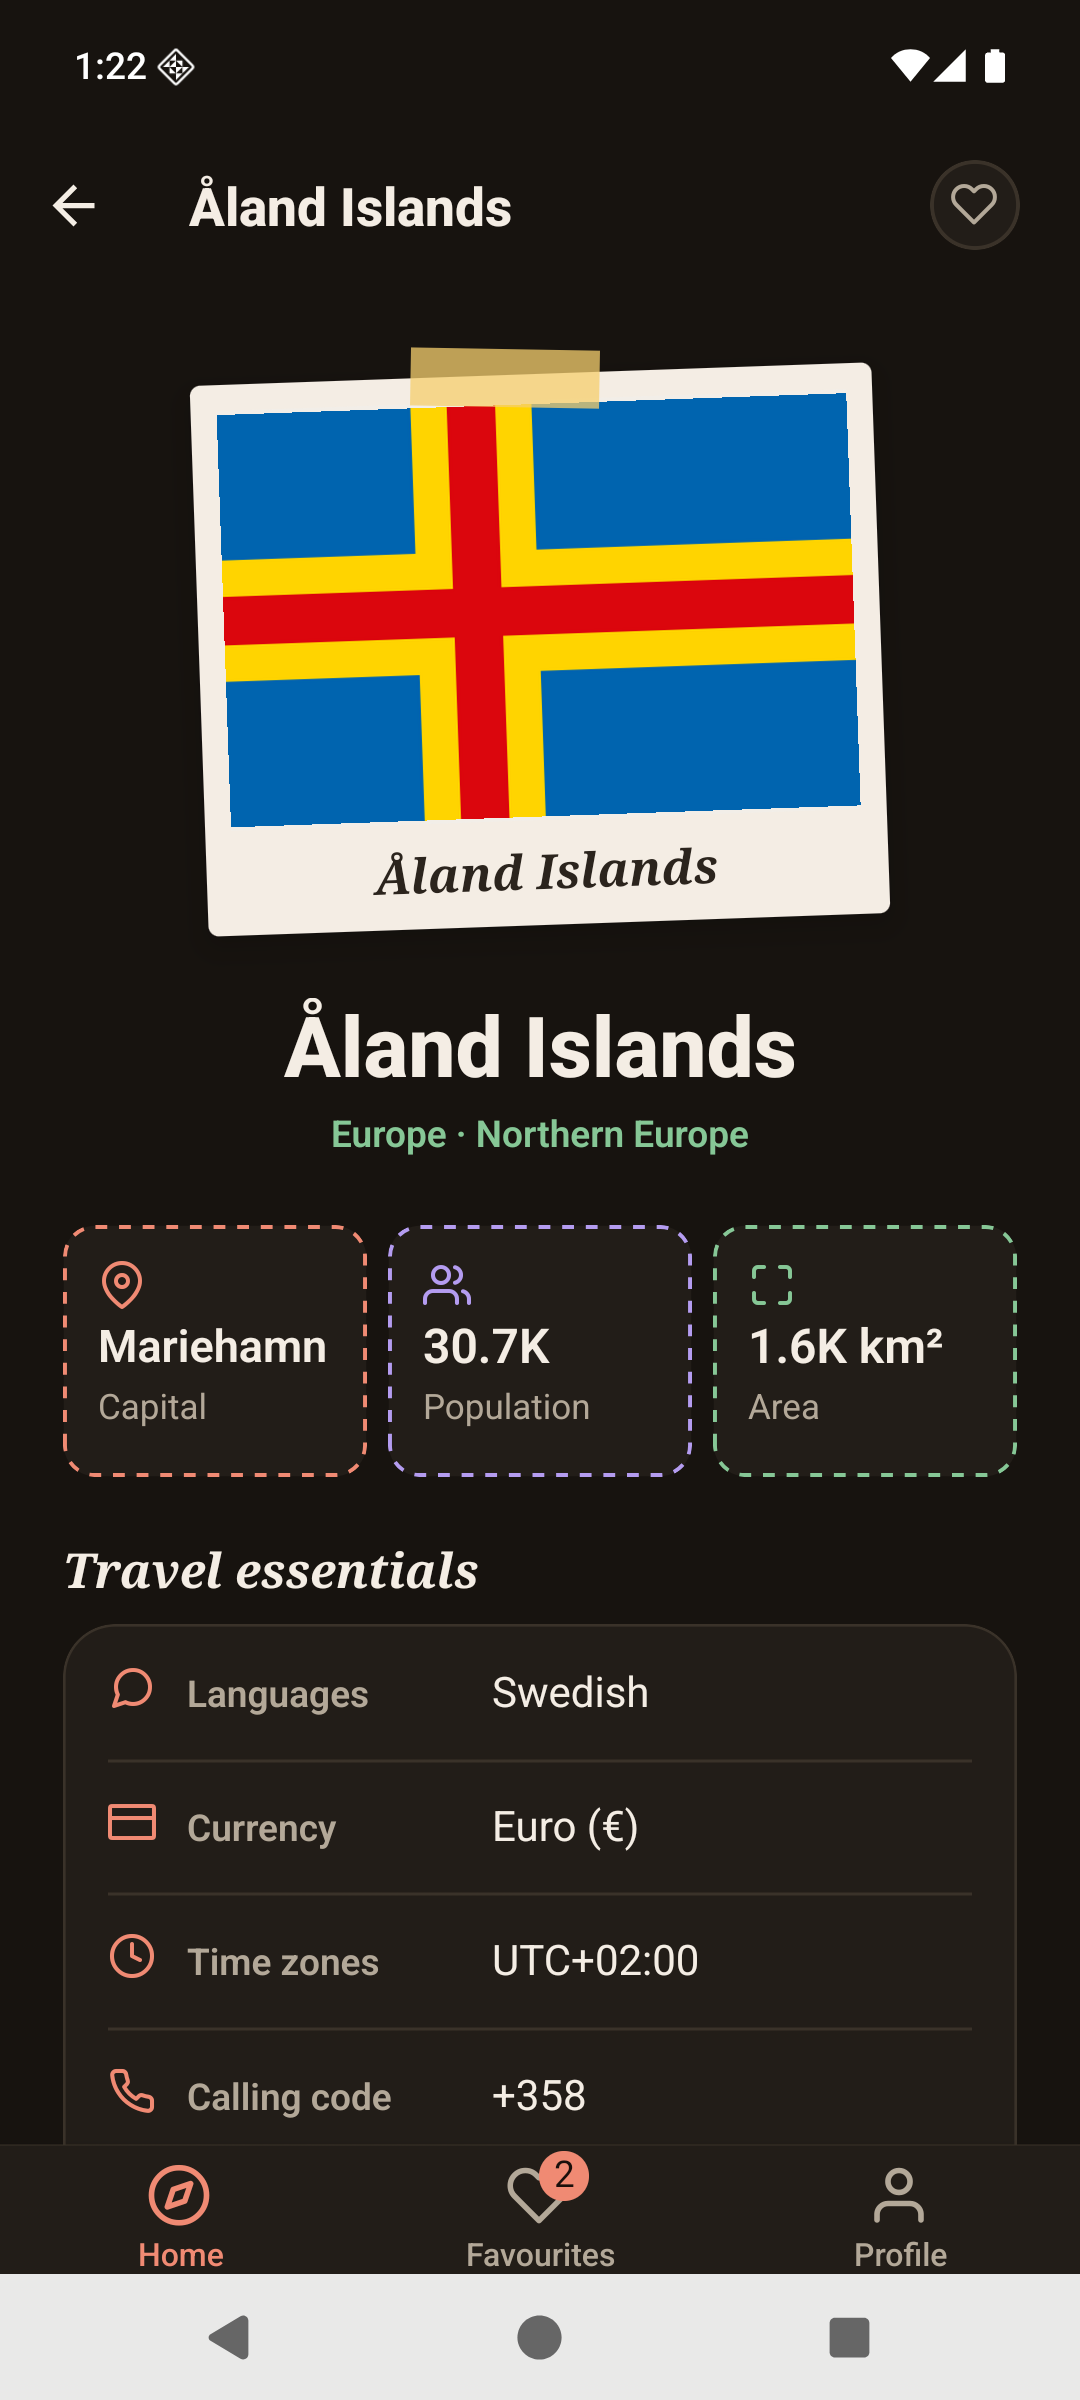 1:22
Åland Islands
Åland Islands
Åland Islands
Europe · Northern Europe
Mariehamn
Capital
30.7K
Population
1.6K km²
Area
Travel essentials
Languages Swedish
Currency Euro (€)
Time zones UTC+02:00
Calling code +358
2
Home Favourites Profile